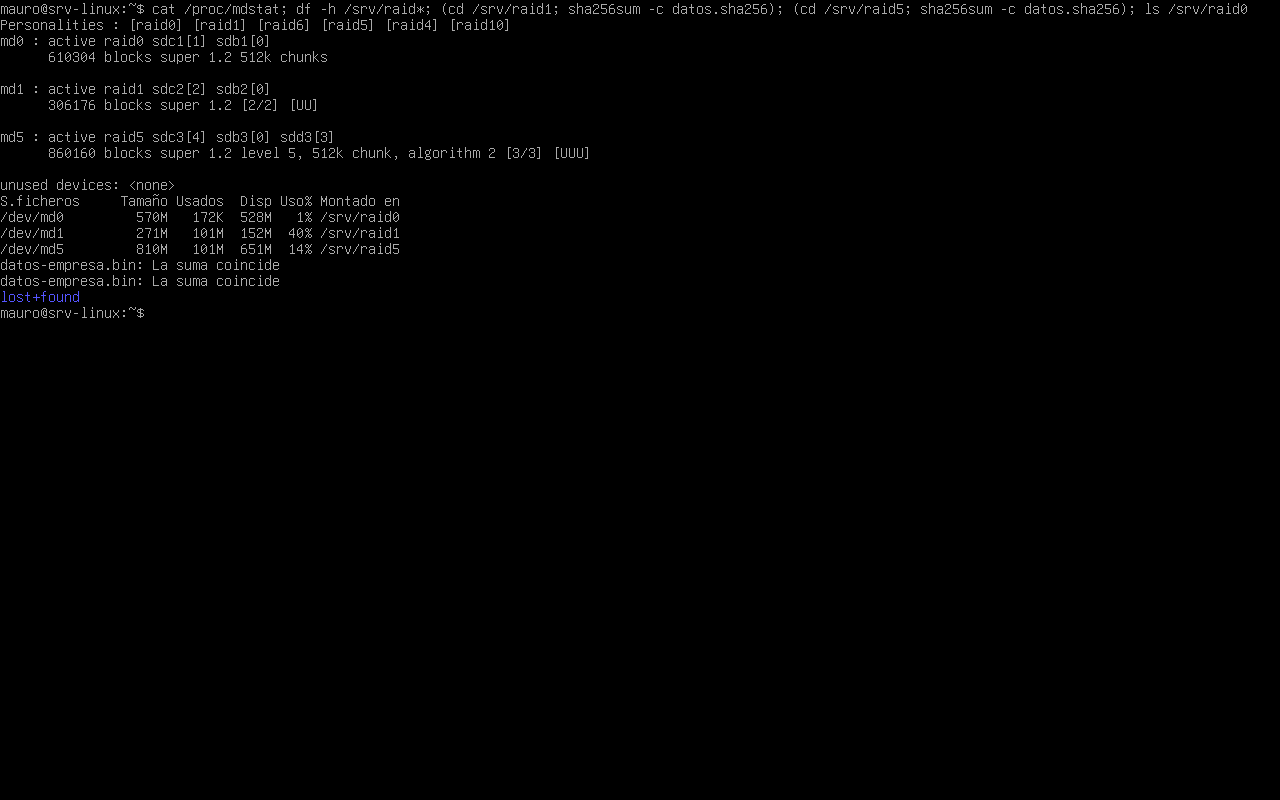 mauro@srv-linux:~$ cat /proc/mdstat; df -h /srv/raid*; (cd /srv/raid1; sha256sum -c datos.sha256); (cd /srv/raid5; sha256sum -c datos.sha256); ls /srv/raid0
Personalities : [raid0] [raid1] [raid6] [raid5] [raid4] [raid10]
md0 : active raid0 sdc1[1] sdb1[0]
      610304 blocks super 1.2 512k chunks

md1 : active raid1 sdc2[2] sdb2[0]
      306176 blocks super 1.2 [2/2] [UU]

md5 : active raid5 sdc3[4] sdb3[0] sdd3[3]
      860160 blocks super 1.2 level 5, 512k chunk, algorithm 2 [3/3] [UUU]

unused devices: <none>
S.ficheros     Tamaño Usados  Disp Uso% Montado en
/dev/md0         570M   172K  528M   1% /srv/raid0
/dev/md1         271M   101M  152M  40% /srv/raid1
/dev/md5         810M   101M  651M  14% /srv/raid5
datos-empresa.bin: La suma coincide
datos-empresa.bin: La suma coincide
lost+found
mauro@srv-linux:~$